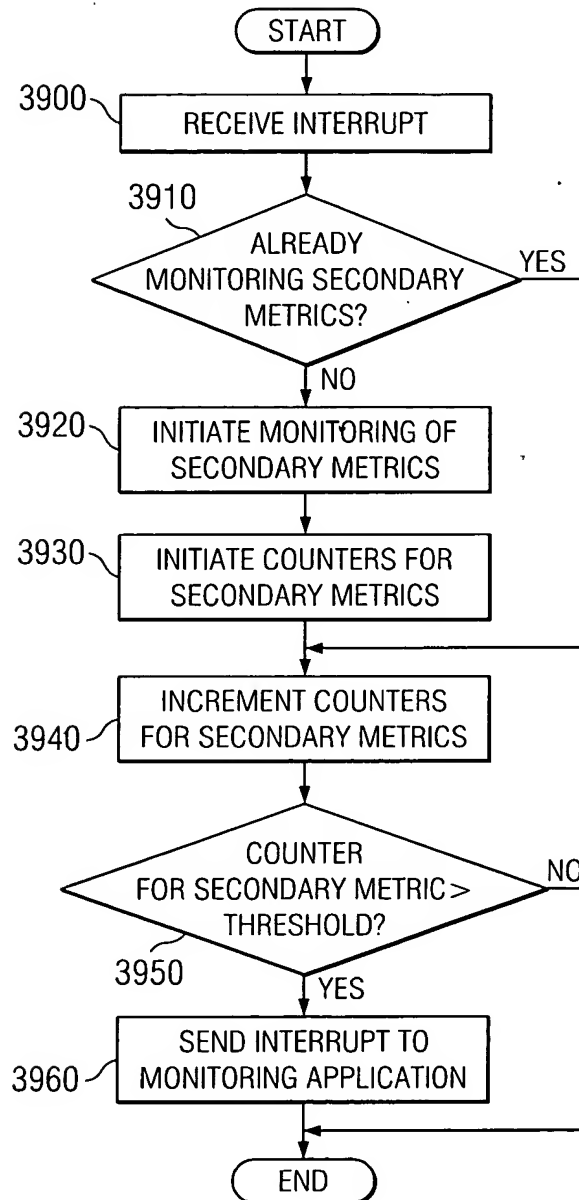 START
3900
RECEIVE INTERRUPT
3910
ALREADY
MONITORING SECONDARY
METRICS?
YES
NO
3920
INITIATE MONITORING OF
SECONDARY METRICS
3930
INITIATE COUNTERS FOR
SECONDARY METRICS
3940
INCREMENT COUNTERS
FOR SECONDARY METRICS
COUNTER
FOR SECONDARY METRIC >
THRESHOLD?
NO
3950
YES
3960
SEND INTERRUPT TO
MONITORING APPLICATION
END